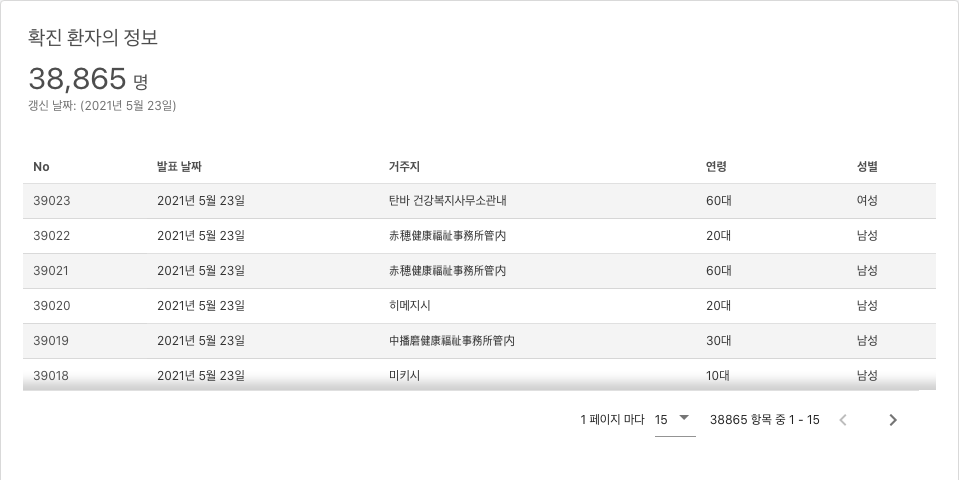 확진 환자의 정보
38,865 명
갱신 날짜: (2021년 5월 23일)
No 발표 날짜 거주지 연령 성별
39023 2021년 5월 23일 탄바 건강복지사무소관내 60대 여성
39022 2021년 5월 23일 赤穂健康福祉事務所管内 20대 남성
39021 2021년 5월 23일 赤穂健康福祉事務所管内 60대 남성
39020 2021년 5월 23일 히메지시 20대 남성
39019 2021년 5월 23일 中播磨健康福祉事務所管内 30대 남성
39018 2021년 5월 23일 미키시 10대 남성
1 페이지 마다 15 38865 항목 중 1 - 15